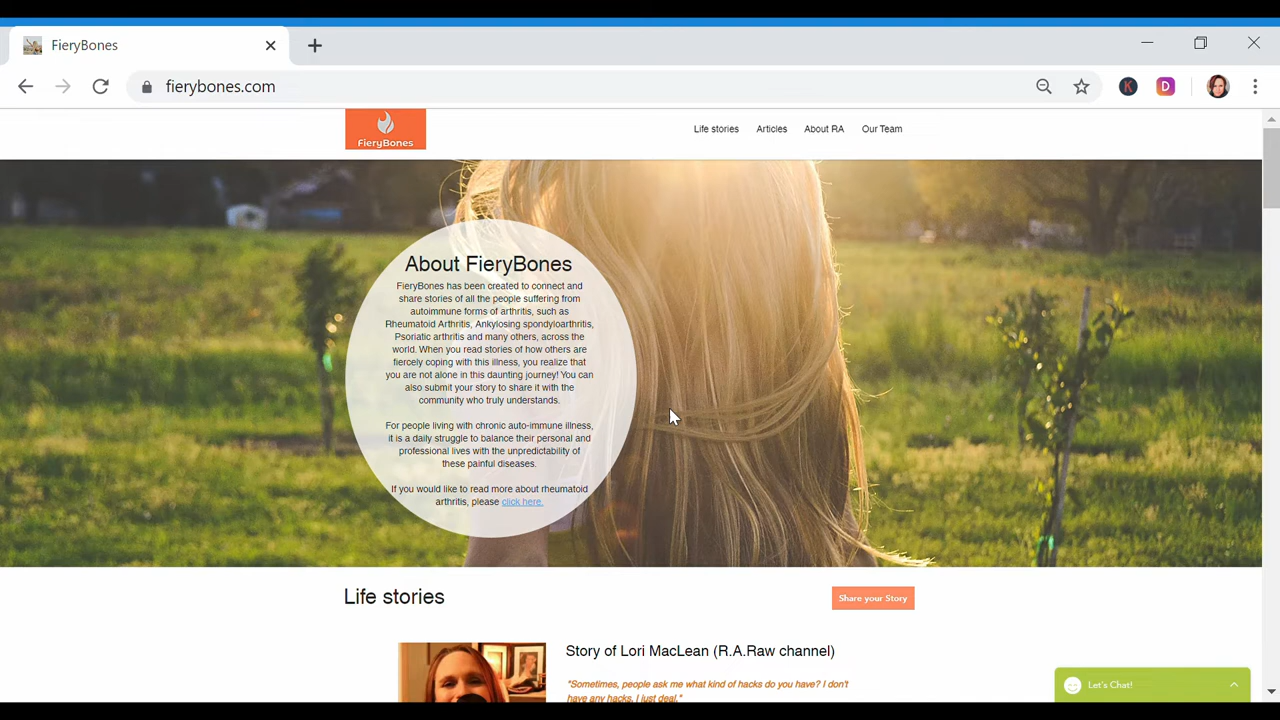 FieryBones
fierybones.com
K
D
FieryBones
Life stories
Articles
About RA
Our Team
About FieryBones
FieryBones has been created to connect and
share stories of all the people suffering from
autoimmune forms of arthritis, such as
Rheumatoid Arthritis, Ankylosing spondyloarthritis,
Psoriatic arthritis and many others, across the
world. When you read stories of how others are
fiercely coping with this illness, you realize that
you are not alone in this daunting journey! You can
also submit your story to share it with the
community who truly understands.
For people living with chronic auto-immune illness,
it is a daily struggle to balance their personal and
professional lives with the unpredictability of
these painful diseases.
If you would like to read more about rheumatoid
arthritis, please click here.
Life stories
Share your Story
Story of Lori MacLean (R.A.Raw channel)
"Sometimes, people ask me what kind of hacks do you have? I don't
have any hacks, I just deal."
Let's Chat!